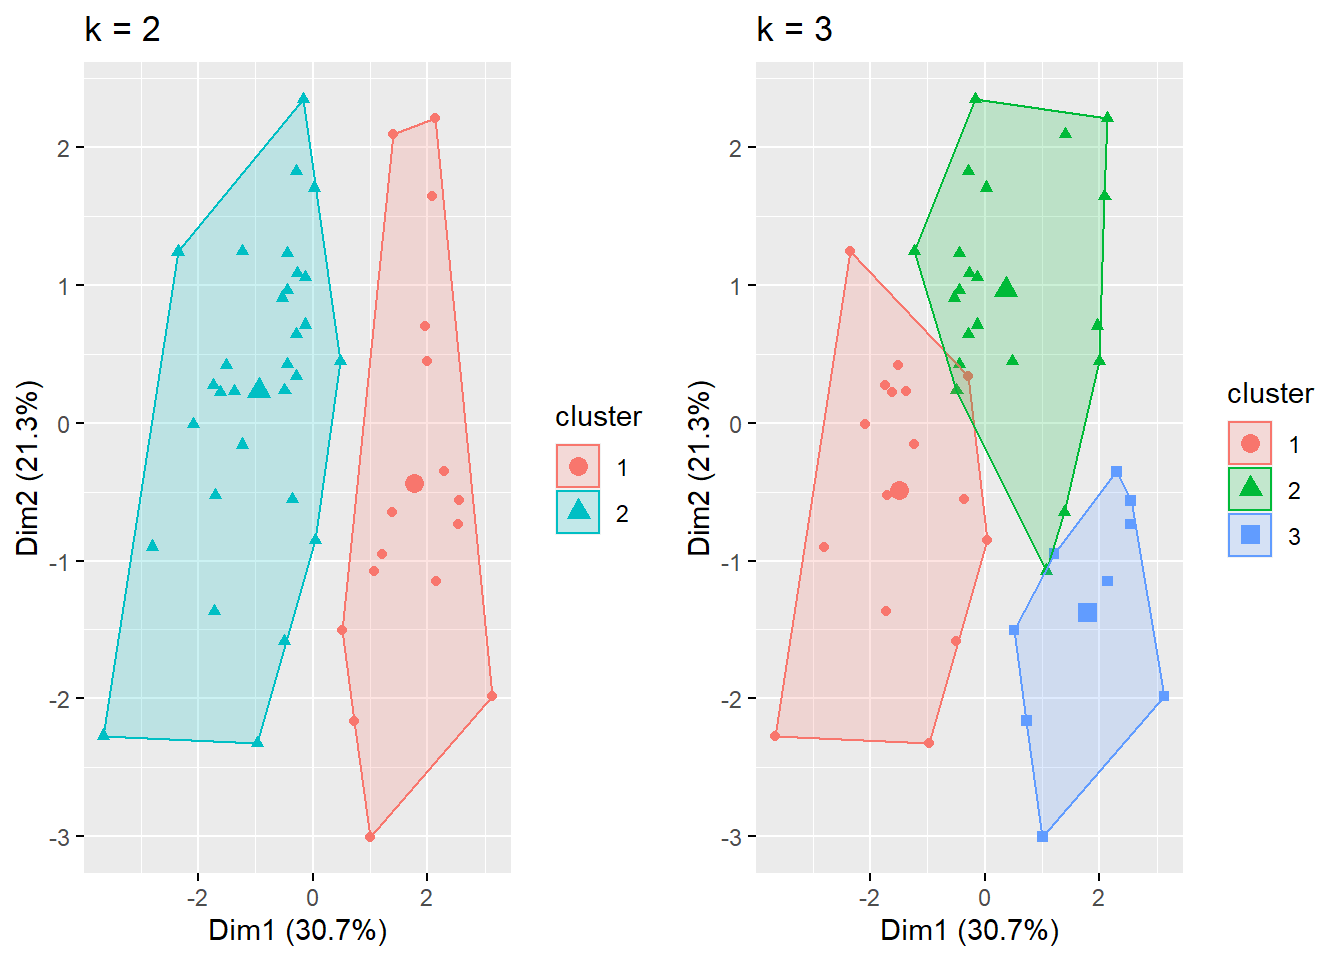 k = 2
2
1
0
-1
-2
-3
Dim2 (21.3%)
-2 0 2
Dim1 (30.7%)
cluster
1
2
k = 3
2
1
0
-1
-2
-3
Dim2 (21.3%)
-2 0 2
Dim1 (30.7%)
cluster
1
2
3